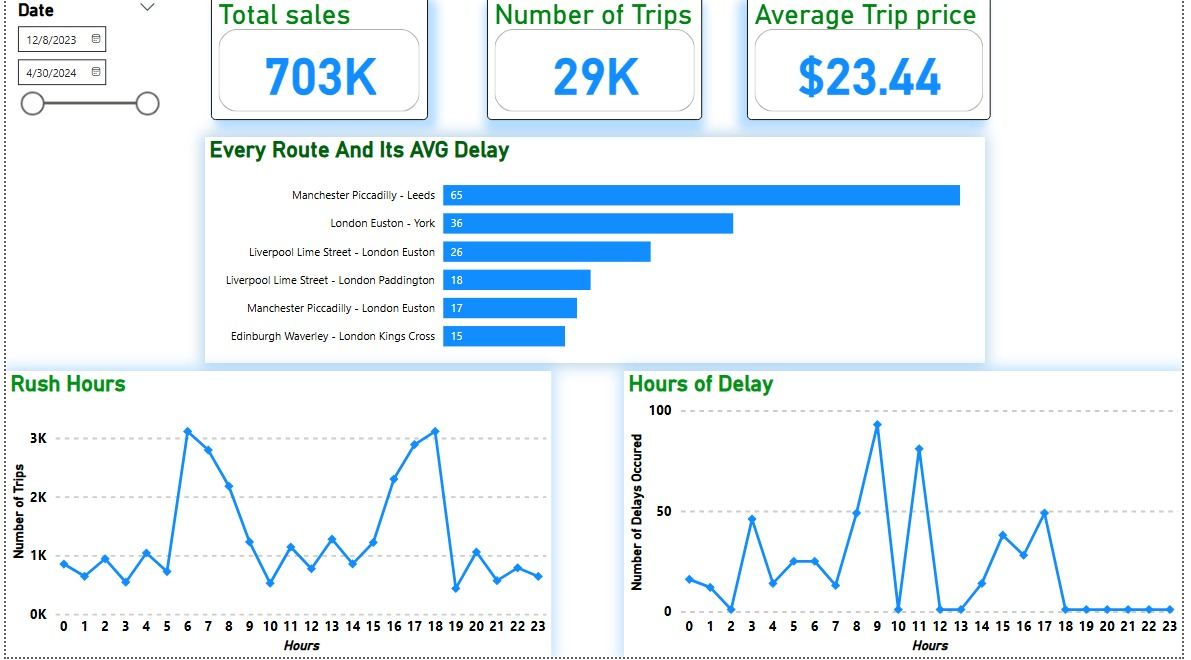 Date
12/8/2023
4/30/2024
Total sales
703K
Number of Trips
29K
Average Trip price
$23.44
Every Route And Its AVG Delay
Manchester Piccadilly - Leeds 65
London Euston - York 36
Liverpool Lime Street - London Euston 26
Liverpool Lime Street - London Paddington 18
Manchester Piccadilly - London Euston 17
Edinburgh Waverley - London Kings Cross 15
Rush Hours
Number of Trips
3K
2K
1K
0K
0 1 2 3 4 5 6 7 8 9 10 11 12 13 14 15 16 17 18 19 20 21 22 23
Hours
Hours of Delay
Number of Delays Occured
100
50
0
0 1 2 3 4 5 6 7 8 9 10 11 12 13 14 15 16 17 18 19 20 21 22 23
Hours